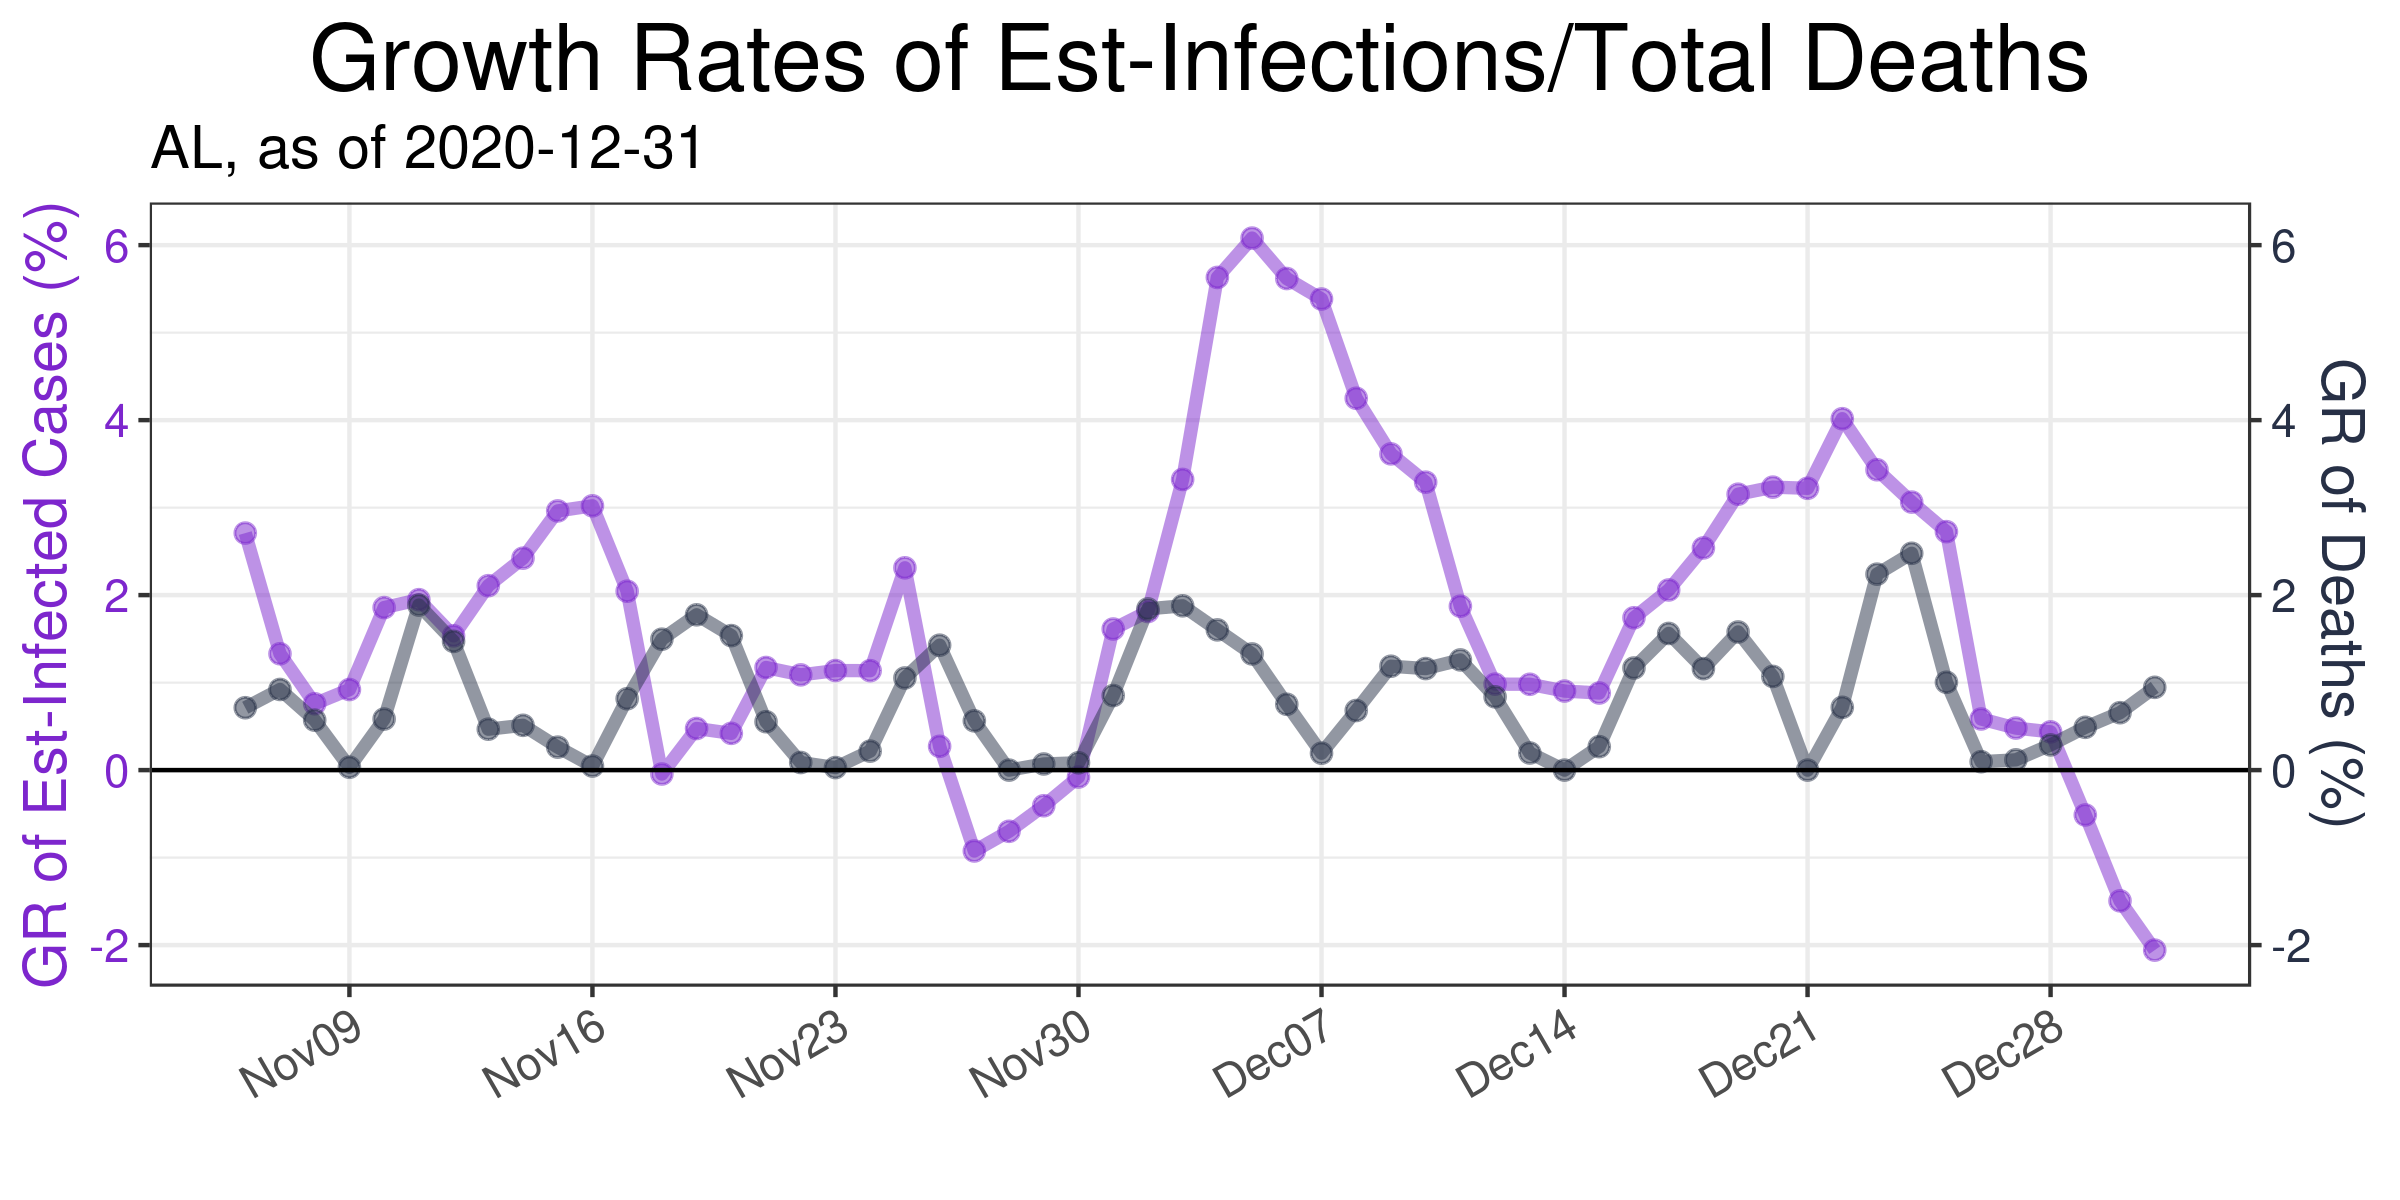 Growth Rates of Est-Infections/Total Deaths
AL, as of 2020-12-31
GR of Est-Infected Cases (%)
6
4
2
0
-2
6
4
2
0
-2
GR of Deaths (%)
Nov09
Nov16
Nov23
Nov30
Dec07
Dec14
Dec21
Dec28